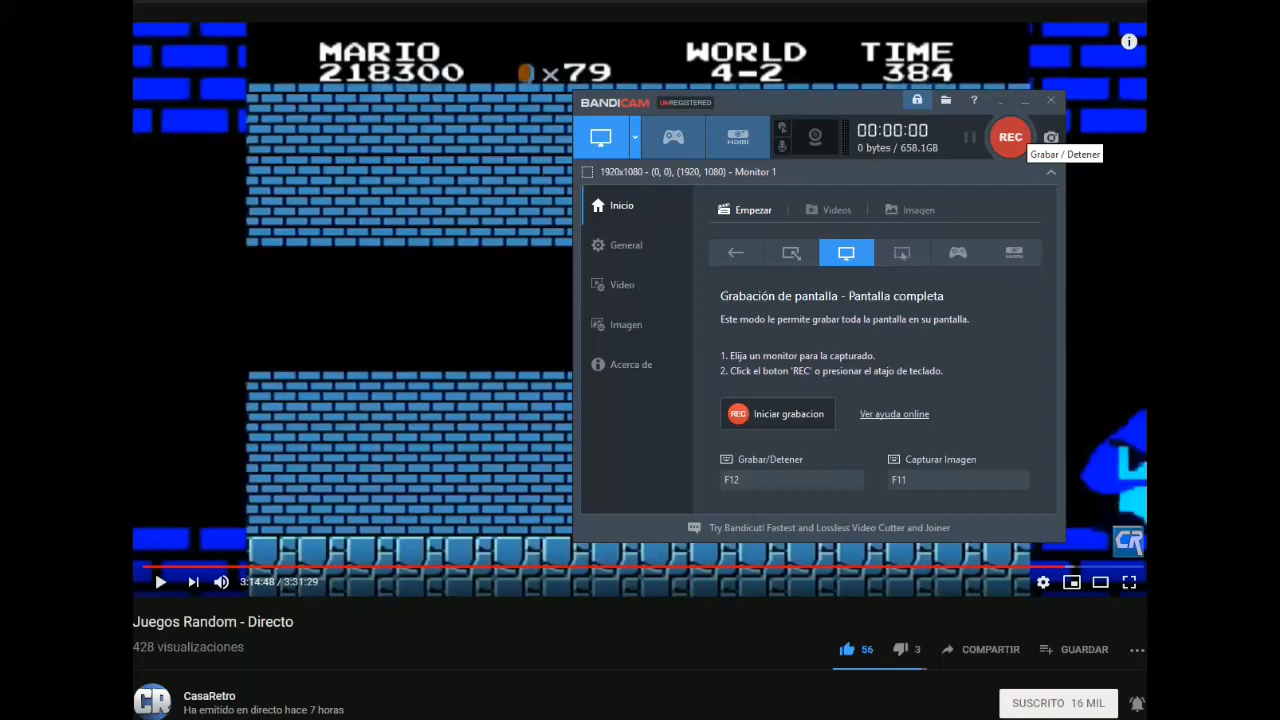 MARIO WORLD TIME
218300 ×79 4-2 384
BANDICAM UNREGISTERED
?
HDMI
00:00:00
REC
0 bytes / 658.1GB
Grabar / Detener
1920x1080 - (0, 0), (1920, 1080) - Monitor 1
Inicio
General
Video
Imagen
Acerca de
Empezar Videos Imagen
HDMI
Grabación de pantalla - Pantalla completa
Este modo le permite grabar toda la pantalla en su pantalla.
1. Elija un monitor para la capturado.
2. Click el boton 'REC' o presionar el atajo de teclado.
REC Iniciar grabacion Ver ayuda online
Grabar/Detener Capturar Imagen
F12 F11
Try Bandicut! Fastest and Lossless Video Cutter and Joiner
CR
3:14:48 / 3:31:29
Juegos Random - Directo
428 visualizaciones
56 3 COMPARTIR GUARDAR
CR
CasaRetro
Ha emitido en directo hace 7 horas
SUSCRITO 16 MIL